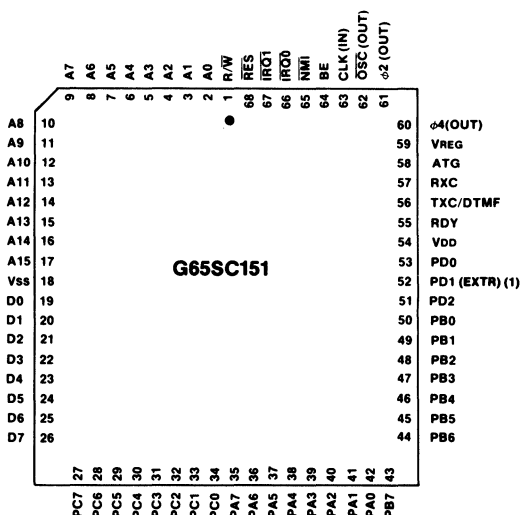 9 A7
8 A6
7 A5
6 A4
5 A3
4 A2
3 A1
2 A0
1 R/W̅
68 R̅E̅S̅
67 I̅R̅Q̅1̅
66 I̅R̅Q̅0̅
65 N̅M̅I̅
64 BE
63 CLK (IN)
62 O̅S̅C̅ (OUT)
61 ϕ2 (OUT)
A8 10
A9 11
A10 12
A11 13
A12 14
A13 15
A14 16
A15 17
Vss 18
D0 19
D1 20
D2 21
D3 22
D4 23
D5 24
D6 25
D7 26
G65SC151
60 ϕ4(OUT)
59 VREG
58 ATG
57 RXC
56 TXC/DTMF
55 RDY
54 VDD
53 PD0
52 PD1 (EXTR) (1)
51 PD2
50 PB0
49 PB1
48 PB2
47 PB3
46 PB4
45 PB5
44 PB6
PC7 27
PC6 28
PC5 29
PC4 30
PC3 31
PC2 32
PC1 33
PC0 34
PA7 35
PA6 36
PA5 37
PA4 38
PA3 39
PA2 40
PA1 41
PA0 42
PB7 43